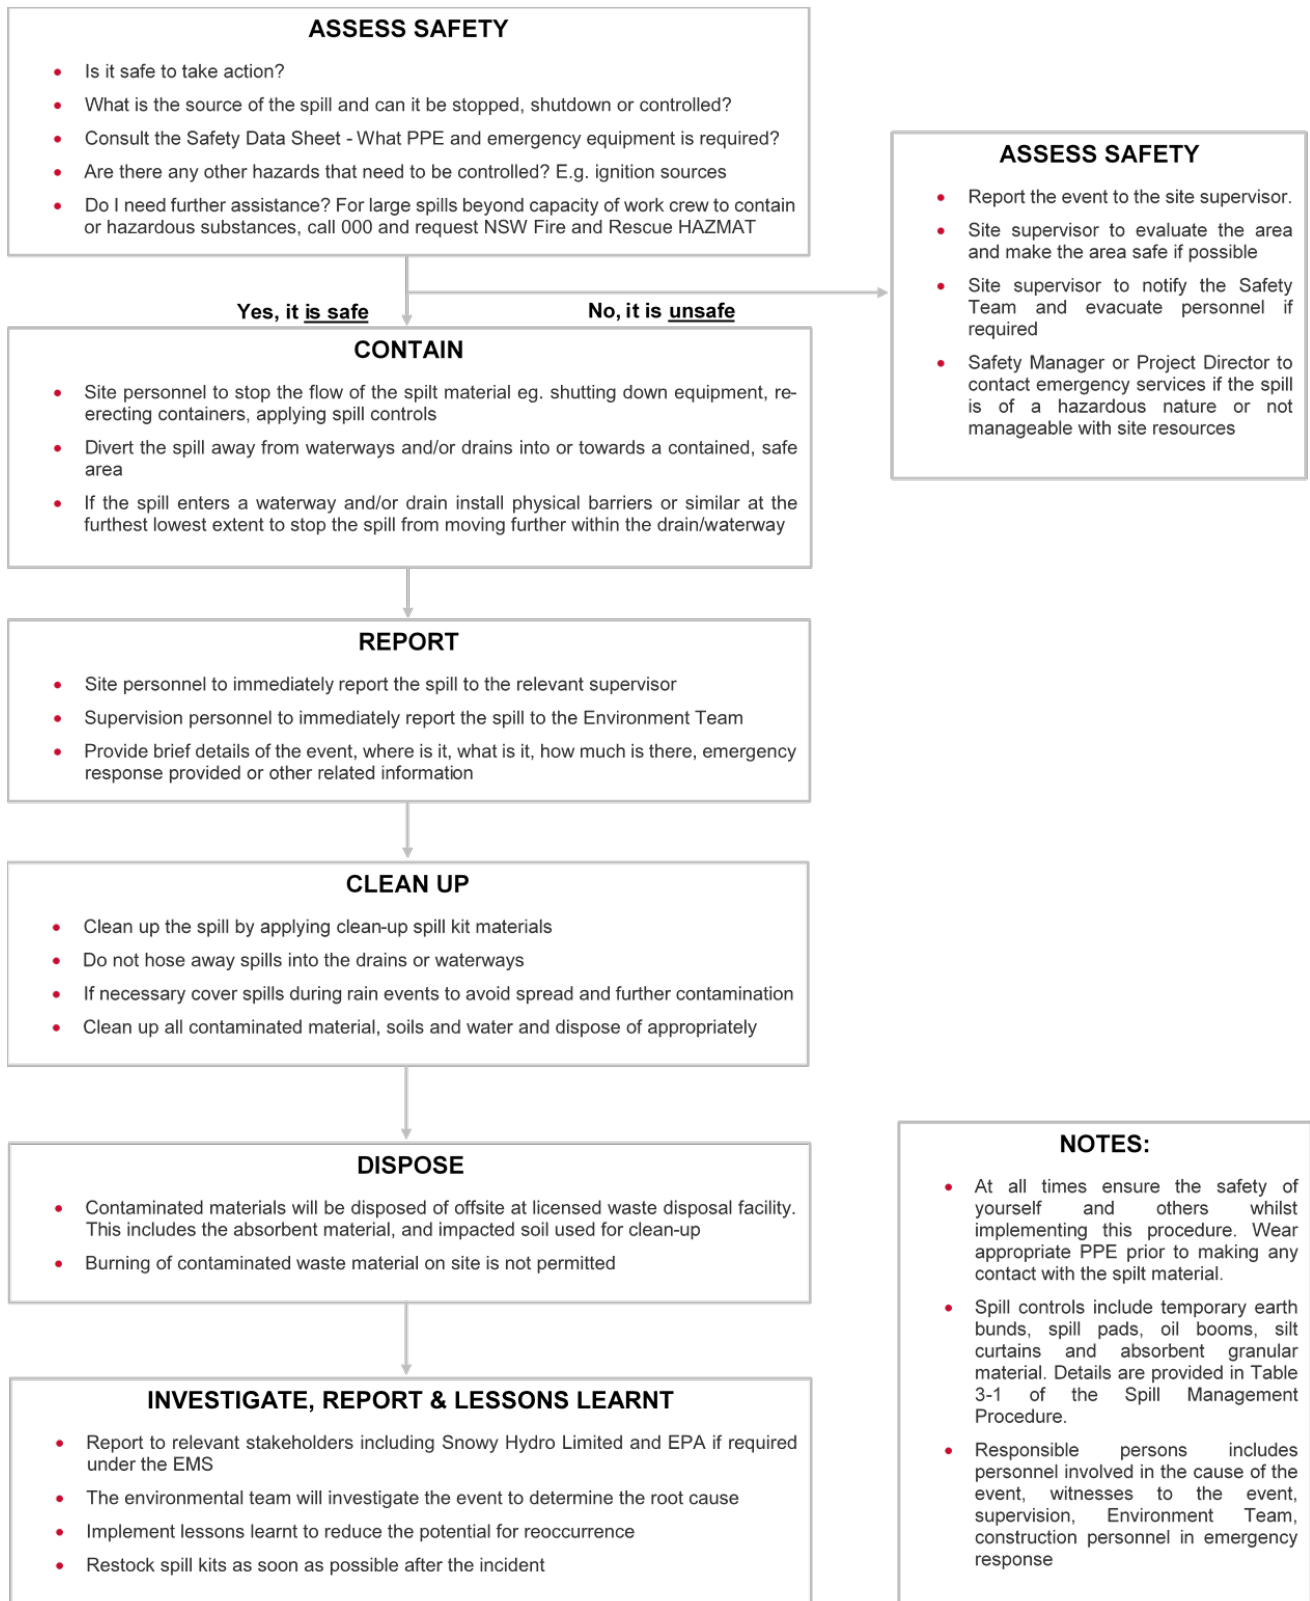 ASSESS SAFETY
• Is it safe to take action?
• What is the source of the spill and can it be stopped, shutdown or controlled?
• Consult the Safety Data Sheet - What PPE and emergency equipment is required?
• Are there any other hazards that need to be controlled? E.g. ignition sources
• Do I need further assistance? For large spills beyond capacity of work crew to contain
or hazardous substances, call 000 and request NSW Fire and Rescue HAZMAT
ASSESS SAFETY
• Report the event to the site supervisor.
• Site supervisor to evaluate the area
and make the area safe if possible
• Site supervisor to notify the Safety
Team and evacuate personnel if
required
• Safety Manager or Project Director to
contact emergency services if the spill
is of a hazardous nature or not
manageable with site resources
Yes, it is safe
No, it is unsafe
CONTAIN
• Site personnel to stop the flow of the spilt material eg. shutting down equipment, re-
erecting containers, applying spill controls
• Divert the spill away from waterways and/or drains into or towards a contained, safe
area
• If the spill enters a waterway and/or drain install physical barriers or similar at the
furthest lowest extent to stop the spill from moving further within the drain/waterway
REPORT
• Site personnel to immediately report the spill to the relevant supervisor
• Supervision personnel to immediately report the spill to the Environment Team
• Provide brief details of the event, where is it, what is it, how much is there, emergency
response provided or other related information
CLEAN UP
• Clean up the spill by applying clean-up spill kit materials
• Do not hose away spills into the drains or waterways
• If necessary cover spills during rain events to avoid spread and further contamination
• Clean up all contaminated material, soils and water and dispose of appropriately
DISPOSE
• Contaminated materials will be disposed of offsite at licensed waste disposal facility.
This includes the absorbent material, and impacted soil used for clean-up
• Burning of contaminated waste material on site is not permitted
INVESTIGATE, REPORT & LESSONS LEARNT
• Report to relevant stakeholders including Snowy Hydro Limited and EPA if required
under the EMS
• The environmental team will investigate the event to determine the root cause
• Implement lessons learnt to reduce the potential for reoccurrence
• Restock spill kits as soon as possible after the incident
NOTES:
• At all times ensure the safety of
yourself and others whilst
implementing this procedure. Wear
appropriate PPE prior to making any
contact with the spilt material.
• Spill controls include temporary earth
bunds, spill pads, oil booms, silt
curtains and absorbent granular
material. Details are provided in Table
3-1 of the Spill Management
Procedure.
• Responsible persons includes
personnel involved in the cause of the
event, witnesses to the event,
supervision, Environment Team,
construction personnel in emergency
response